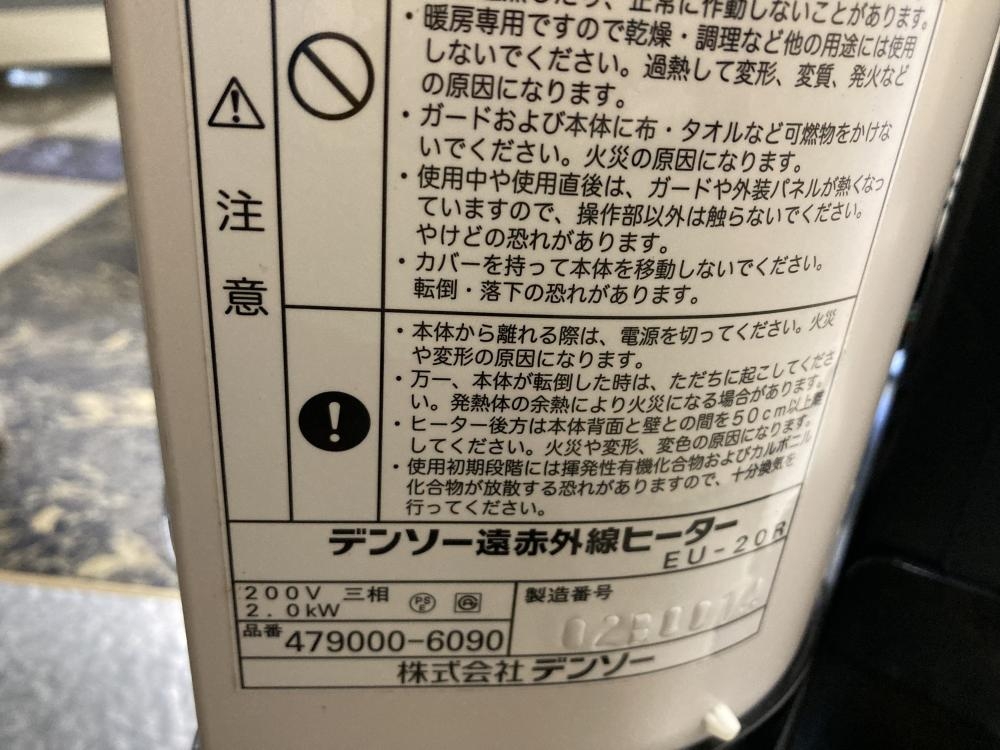 正常に作動しないことがあります。
・暖房専用ですので乾燥・調理など他の用途には使用
しないでください。過熱して変形、変質、発火など
の原因になります。
・ガードおよび本体に布・タオルなど可燃物をかけな
いでください。火災の原因になります。
・使用中や使用直後は、ガードや外装パネルが熱くなっ
ていますので、操作部以外は触らないでください。
やけどの恐れがあります。
・カバーを持って本体を移動しないでください。
転倒・落下の恐れがあります。
注意
・本体から離れる際は、電源を切ってください。火災
や変形の原因になります。
・万一、本体が転倒した時は、ただちに起こしてくださ
い。発熱体の余熱により火災になる場合があります。
・ヒーター後方は本体背面と壁との間を50cm以上離
してください。火災や変形、変色の原因になります。
・使用初期段階には揮発性有機化合物およびカルボニル
化合物が放散する恐れがありますので、十分換気を
行ってください。
デンソー遠赤外線ヒーター
EU-20R
200V 三相
2.0kW
PSE
製造番号
品番 479000-6090
株式会社 デンソー